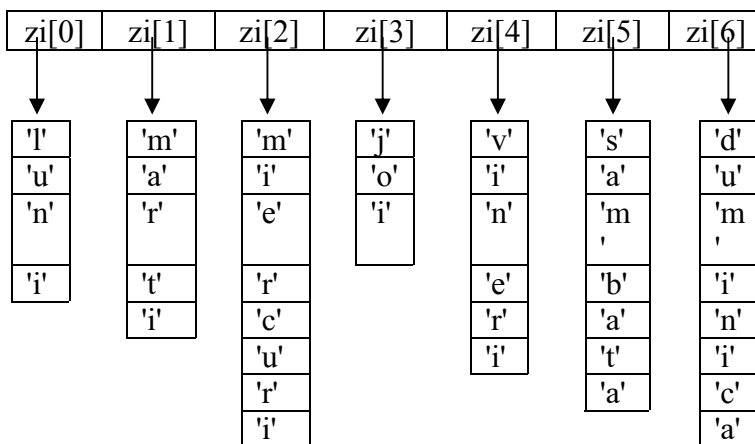 zi[0] zi[1] zi[2] zi[3] zi[4] zi[5] zi[6]
'l' 'm' 'm' 'j' 'v' 's' 'd'
'u' 'a' 'i' 'o' 'i' 'a' 'u'
'n' 'r' 'e' 'i' 'n' 'm 'm
' '
'i' 't' 'r' 'e' 'b' 'i'
'i' 'c' 'r' 'a' 'n'
'u' 'i' 't' 'i'
'r' 'a' 'c'
'i' 'a'